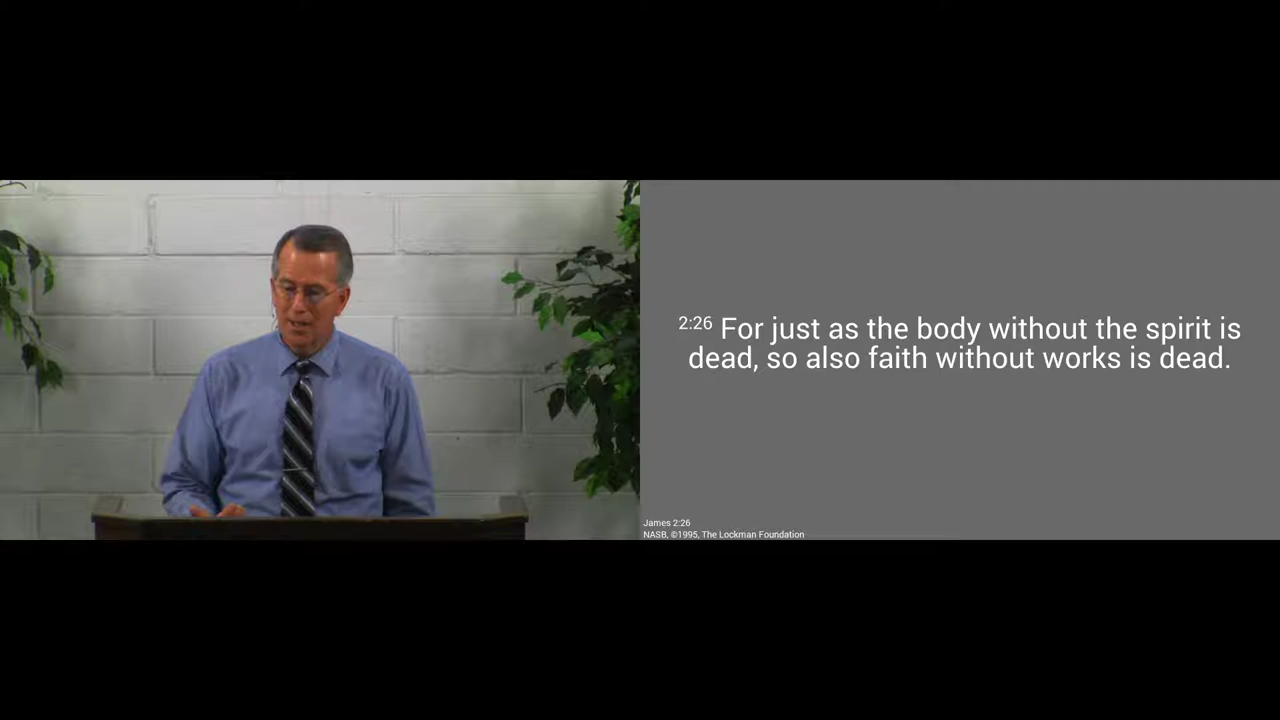 2:26 For just as the body without the spirit is
dead, so also faith without works is dead.
James 2:26
NASB, ©1995, The Lockman Foundation